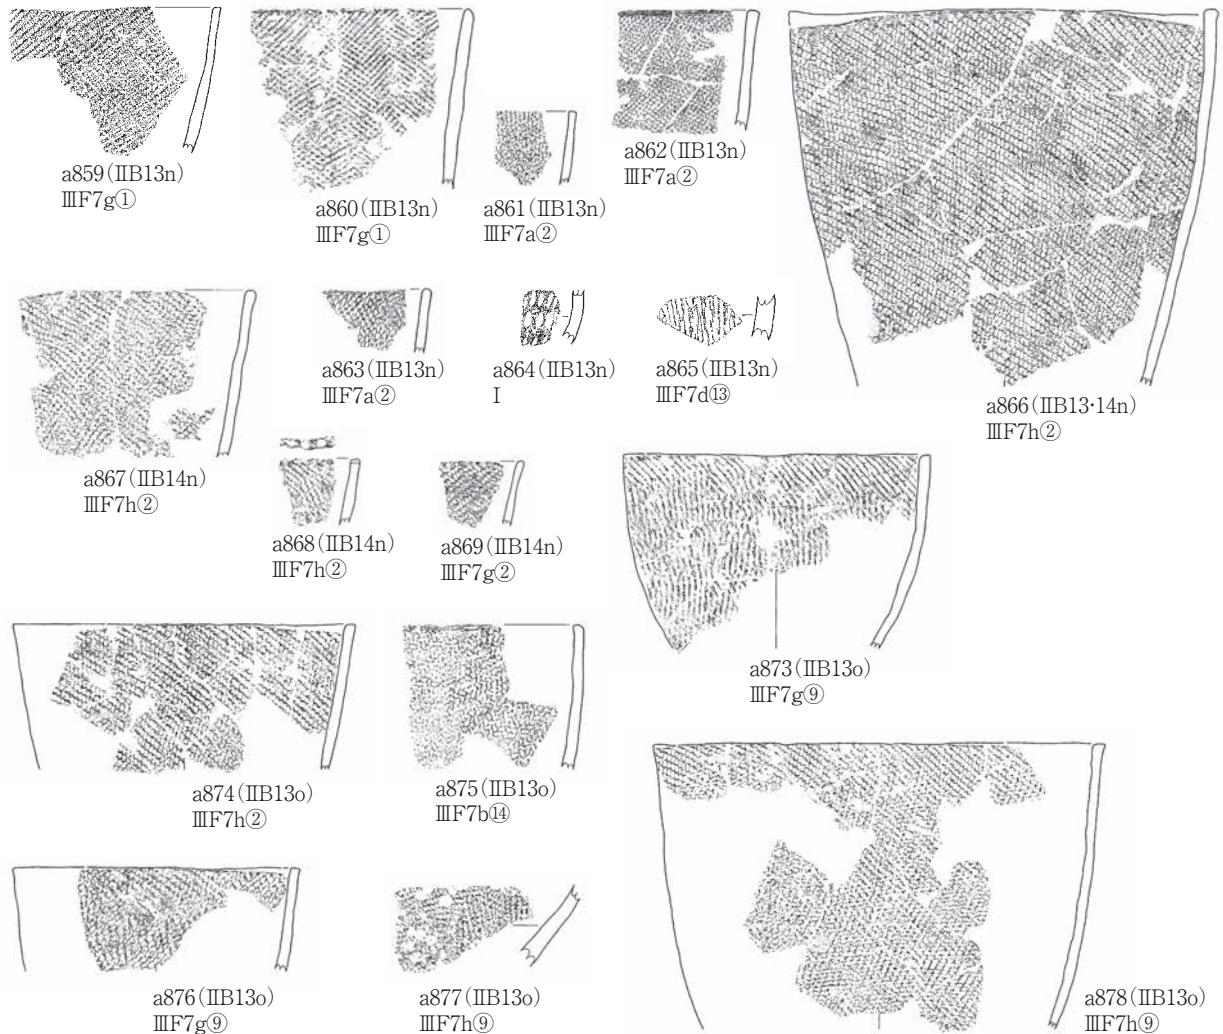 a859(ⅡB13n)
ⅢF7g①
a860(ⅡB13n)
ⅢF7g①
a861(ⅡB13n)
ⅢF7a②
a862(ⅡB13n)
ⅢF7a②
a863(ⅡB13n)
ⅢF7a②
a864(ⅡB13n)
Ⅰ
a865(ⅡB13n)
ⅢF7d⑬
a866(ⅡB13･14n)
ⅢF7h②
a867(ⅡB14n)
ⅢF7h②
a868(ⅡB14n)
ⅢF7h②
a869(ⅡB14n)
ⅢF7g②
a873(ⅡB13o)
ⅢF7g⑨
a874(ⅡB13o)
ⅢF7h②
a875(ⅡB13o)
ⅢF7b⑭
a876(ⅡB13o)
ⅢF7g⑨
a877(ⅡB13o)
ⅢF7h⑨
a878(ⅡB13o)
ⅢF7h⑨